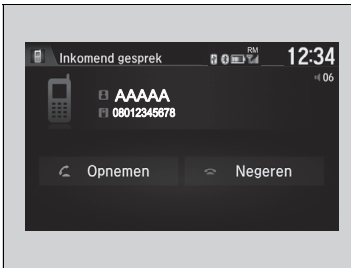 Inkomend gesprek RM 12:34
06
AAAAA
08012345678
Opnemen Negeren